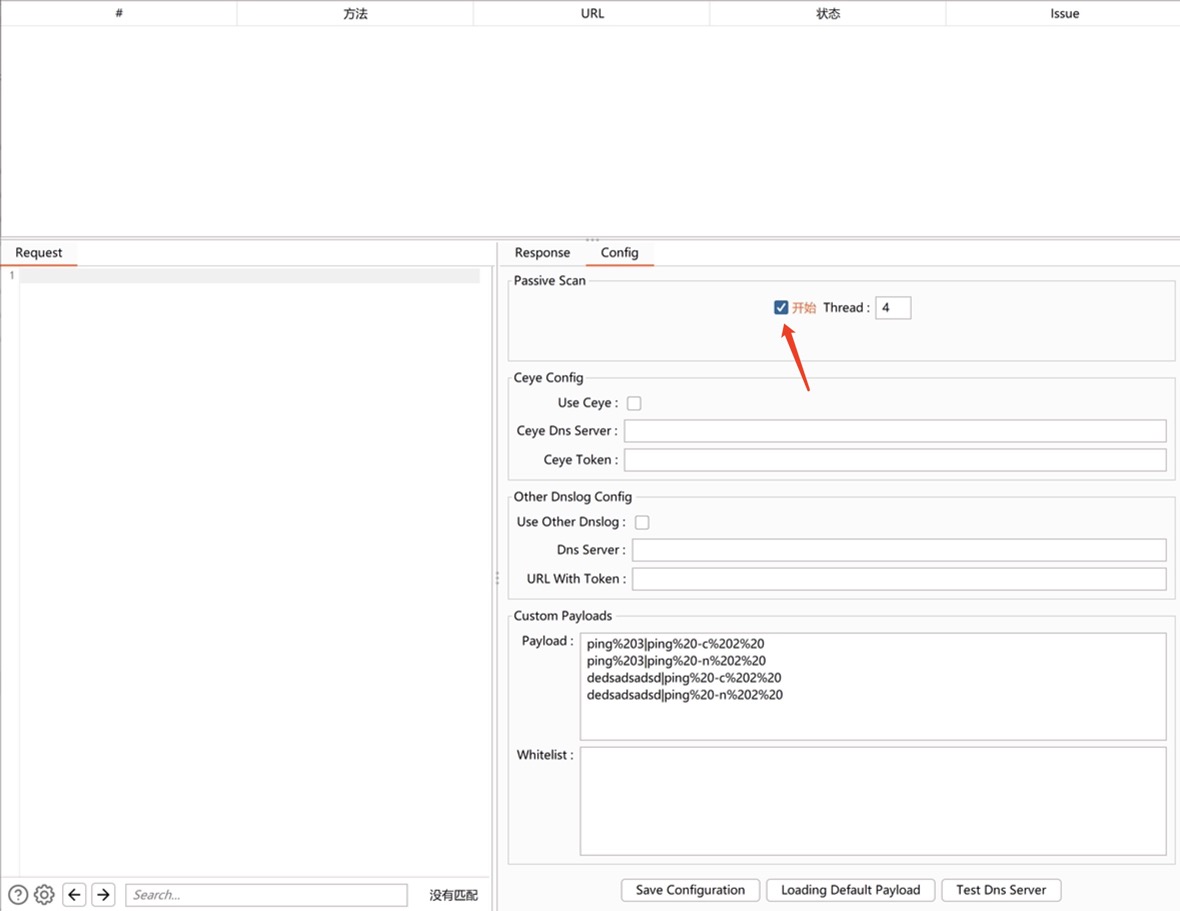 # 方法 URL 状态 Issue
Request
1
Response Config
Passive Scan
开始 Thread : 4
Ceye Config
Use Ceye :
Ceye Dns Server :
Ceye Token :
Other Dnslog Config
Use Other Dnslog :
Dns Server :
URL With Token :
Custom Payloads
Payload :
ping%203|ping%20-c%202%20
ping%203|ping%20-n%202%20
dedsadsadsd|ping%20-c%202%20
dedsadsadsd|ping%20-n%202%20
Whitelist :
Search...
没有匹配
Save Configuration Loading Default Payload Test Dns Server